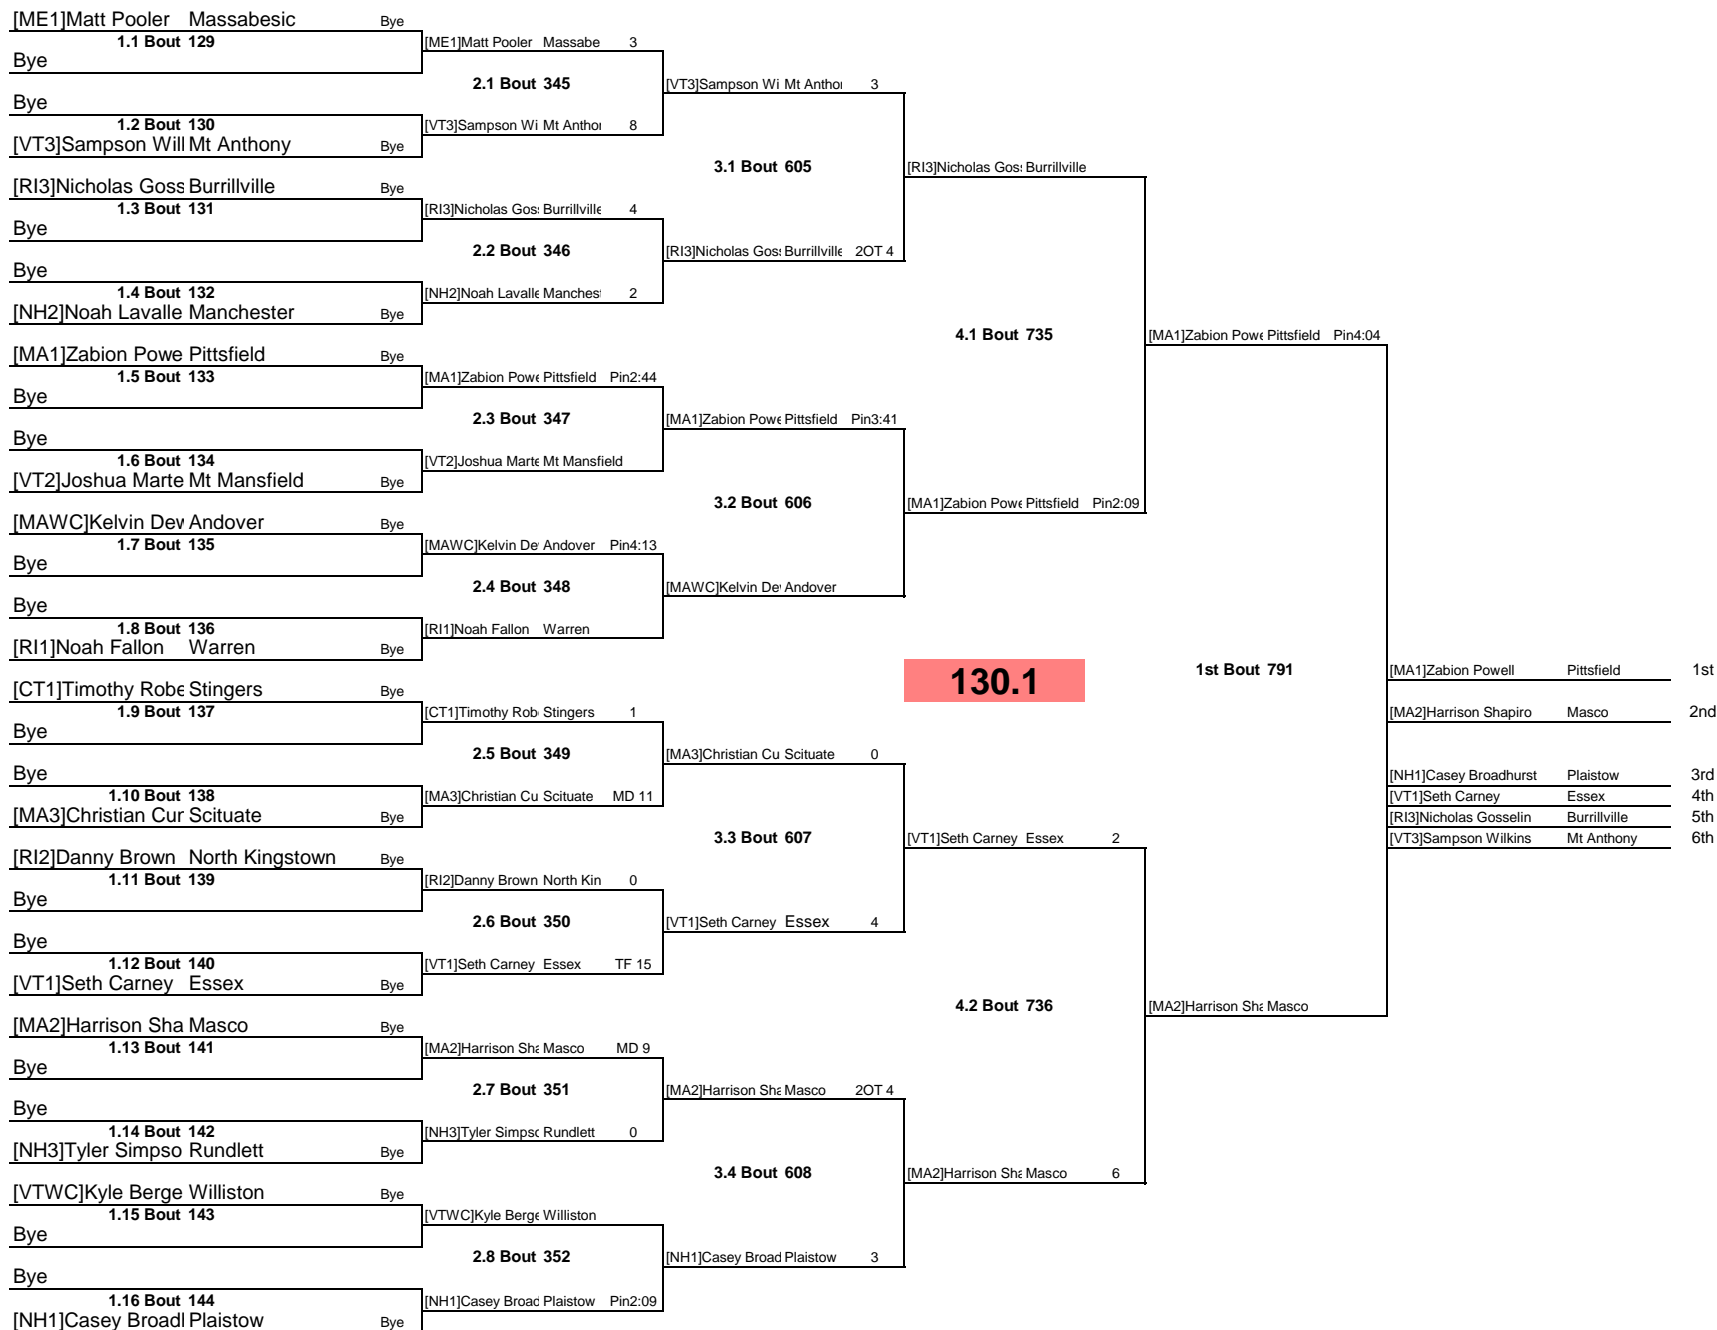 [ME1]Matt Pooler Massabesic Bye
1.1 Bout 129
[ME1]Matt Pooler Massabe 3
Bye
2.1 Bout 345
[VT3]Sampson Wi Mt Anthor 3
Bye
1.2 Bout 130
[VT3]Sampson Wi Mt Anthor 8
[VT3]Sampson Will Mt Anthony Bye
3.1 Bout 605
[RI3]Nicholas Gos Burrillville
[RI3]Nicholas Goss Burrillville Bye
1.3 Bout 131
[RI3]Nicholas Gos Burrillville 4
Bye
2.2 Bout 346
[RI3]Nicholas Gos Burrillville 2OT 4
Bye
1.4 Bout 132
[NH2]Noah Lavalle Manchest 2
[NH2]Noah Lavalle Manchester Bye
4.1 Bout 735
[MA1]Zabion Powe Pittsfield Pin4:04
[MA1]Zabion Powe Pittsfield Bye
1.5 Bout 133
[MA1]Zabion Powe Pittsfield Pin2:44
Bye
2.3 Bout 347
[MA1]Zabion Powe Pittsfield Pin3:41
Bye
1.6 Bout 134
[VT2]Joshua Marte Mt Mansfield
[VT2]Joshua Marte Mt Mansfield Bye
3.2 Bout 606
[MA1]Zabion Powe Pittsfield Pin2:09
[MAWC]Kelvin Dev Andover Bye
1.7 Bout 135
[MAWC]Kelvin De Andover Pin4:13
Bye
2.4 Bout 348
[MAWC]Kelvin De Andover
Bye
1.8 Bout 136
[RI1]Noah Fallon Warren
[RI1]Noah Fallon Warren Bye
130.1
1st Bout 791
[MA1]Zabion Powell Pittsfield 1st
[CT1]Timothy Robe Stingers Bye
1.9 Bout 137
[CT1]Timothy Rob Stingers 1
[MA2]Harrison Shapiro Masco 2nd
Bye
2.5 Bout 349
[MA3]Christian Cu Scituate 0
Bye
[NH1]Casey Broadhurst Plaistow 3rd
1.10 Bout 138
[MA3]Christian Cu Scituate MD 11
[VT1]Seth Carney Essex 4th
[MA3]Christian Cur Scituate Bye
[RI3]Nicholas Gosselin Burrillville 5th
3.3 Bout 607
[VT1]Seth Carney Essex 2
[VT3]Sampson Wilkins Mt Anthony 6th
[RI2]Danny Brown North Kingstown Bye
1.11 Bout 139
[RI2]Danny Brown North Kin 0
Bye
2.6 Bout 350
[VT1]Seth Carney Essex 4
Bye
1.12 Bout 140
[VT1]Seth Carney Essex TF 15
[VT1]Seth Carney Essex Bye
4.2 Bout 736
[MA2]Harrison Sha Masco
[MA2]Harrison Sha Masco Bye
1.13 Bout 141
[MA2]Harrison Sha Masco MD 9
Bye
2.7 Bout 351
[MA2]Harrison Sha Masco 2OT 4
Bye
1.14 Bout 142
[NH3]Tyler Simpso Rundlett 0
[NH3]Tyler Simpso Rundlett Bye
3.4 Bout 608
[MA2]Harrison Sha Masco 6
[VTWC]Kyle Berge Williston Bye
1.15 Bout 143
[VTWC]Kyle Berge Williston
Bye
2.8 Bout 352
[NH1]Casey Broad Plaistow 3
Bye
1.16 Bout 144
[NH1]Casey Broad Plaistow Pin2:09
[NH1]Casey Broadl Plaistow Bye